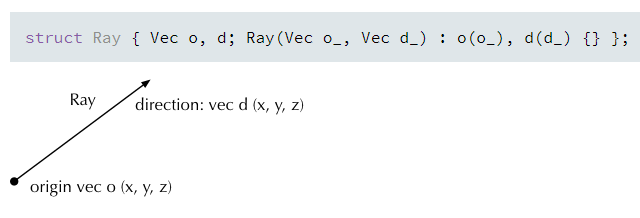 struct Ray { Vec o, d; Ray(Vec o_, Vec d_) : o(o_), d(d_) {} };
Ray
direction: vec d (x, y, z)
origin vec o (x, y, z)